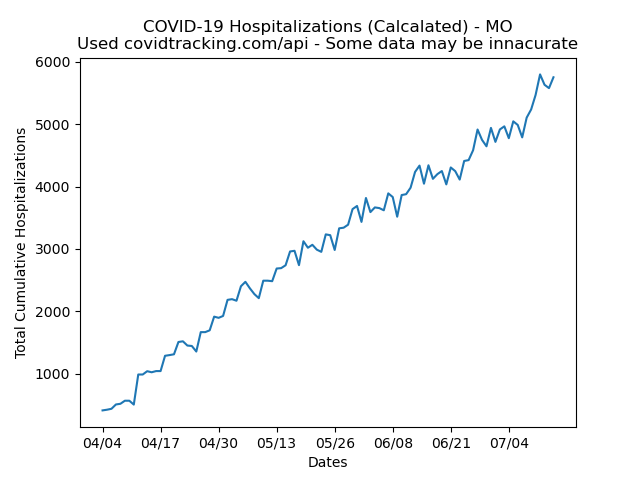 COVID-19 Hospitalizations (Calcalated) - MO
Used covidtracking.com/api - Some data may be innacurate
6000
5000
4000
3000
2000
1000
Total Cumulative Hospitalizations
04/04 04/17 04/30 05/13 05/26 06/08 06/21 07/04
Dates